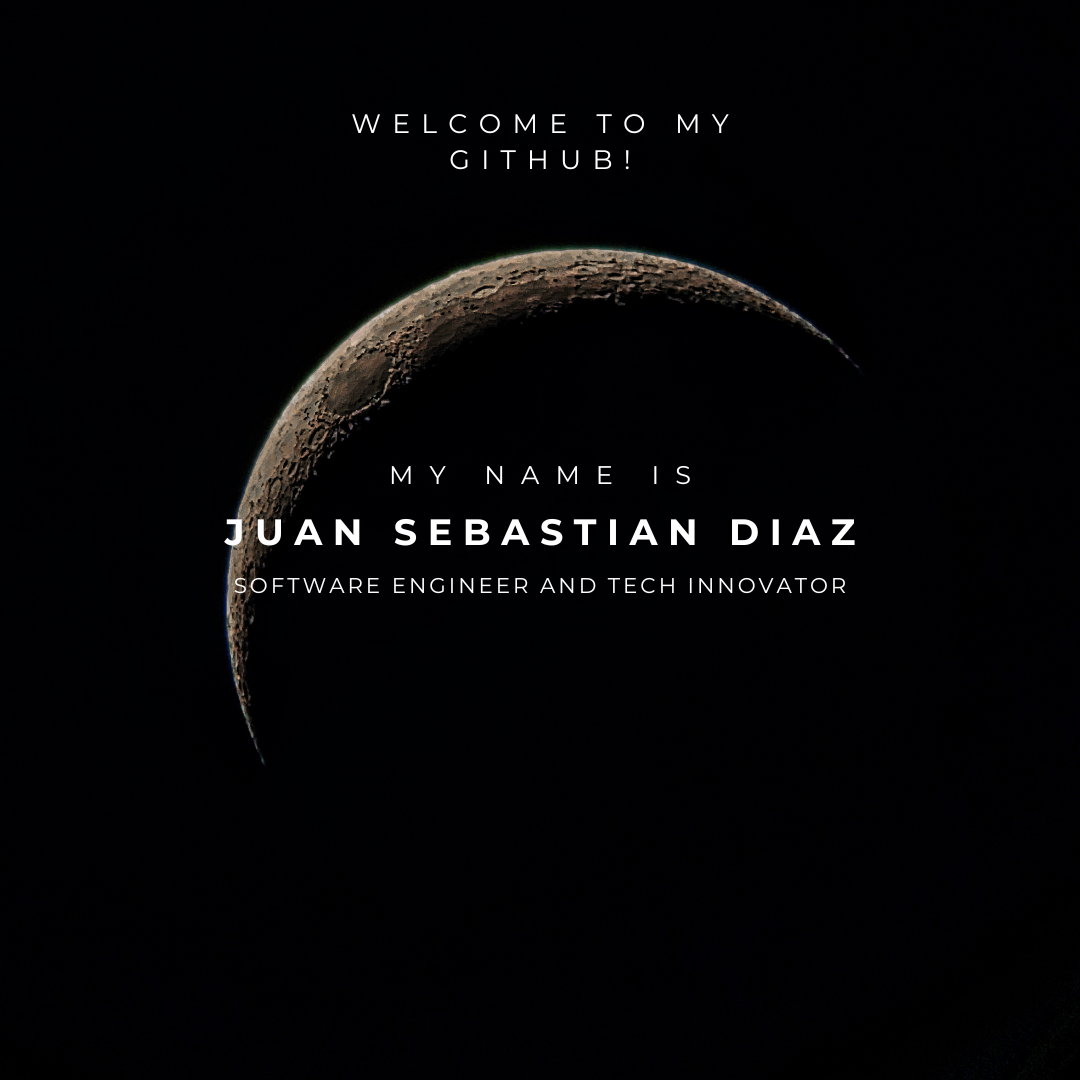 WELCOME TO MY
GITHUB!
MY NAME IS
JUAN SEBASTIAN DIAZ
SOFTWARE ENGINEER AND TECH INNOVATOR